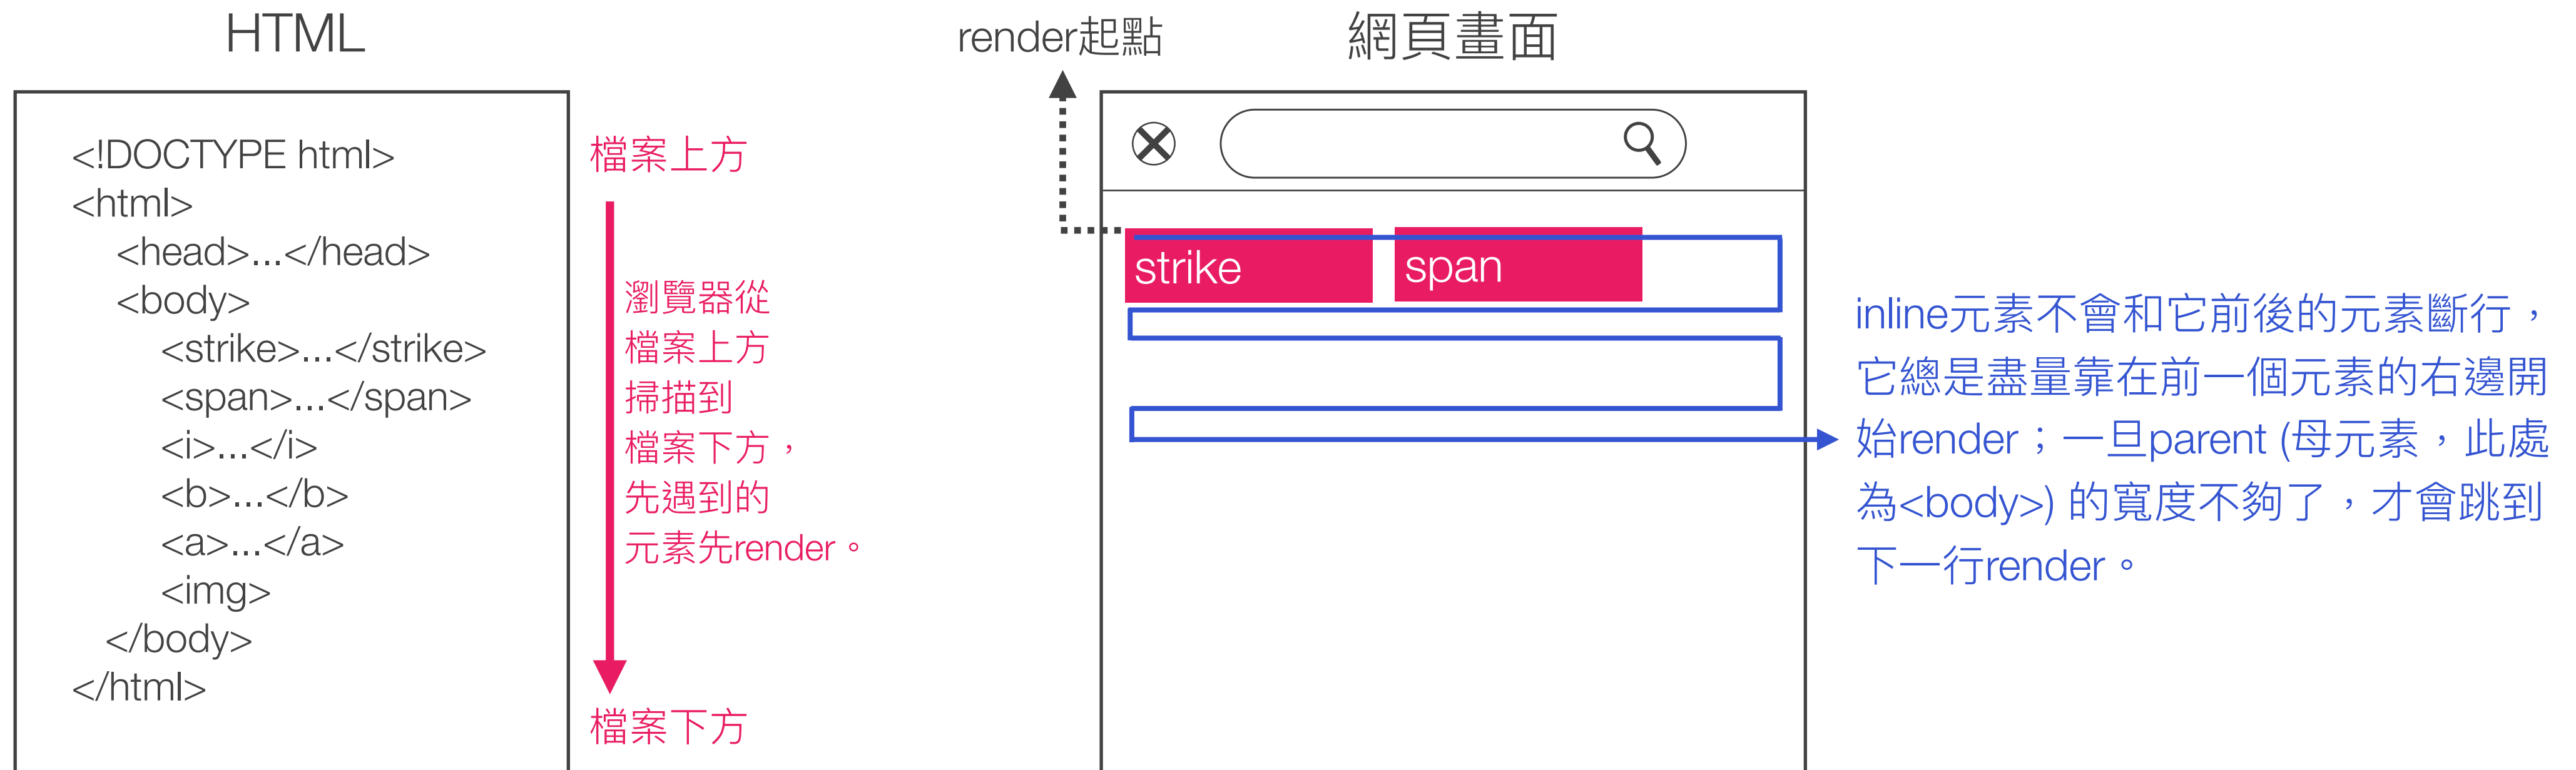 HTML
<!DOCTYPE html>
<html>
<head>...</head>
<body>
<strike>...</strike>
<span>...</span>
<i>...</i>
<b>...</b>
<a>...</a>
<img>
</body>
</html>
檔案上方
瀏覽器從
檔案上方
掃描到
檔案下方，
先遇到的
元素先render。
檔案下方
render起點
網頁畫面
strike
span
inline元素不會和它前後的元素斷行，
它總是盡量靠在前一個元素的右邊開
始render；一旦parent (母元素，此處
為<body>) 的寬度不夠了，才會跳到
下一行render。